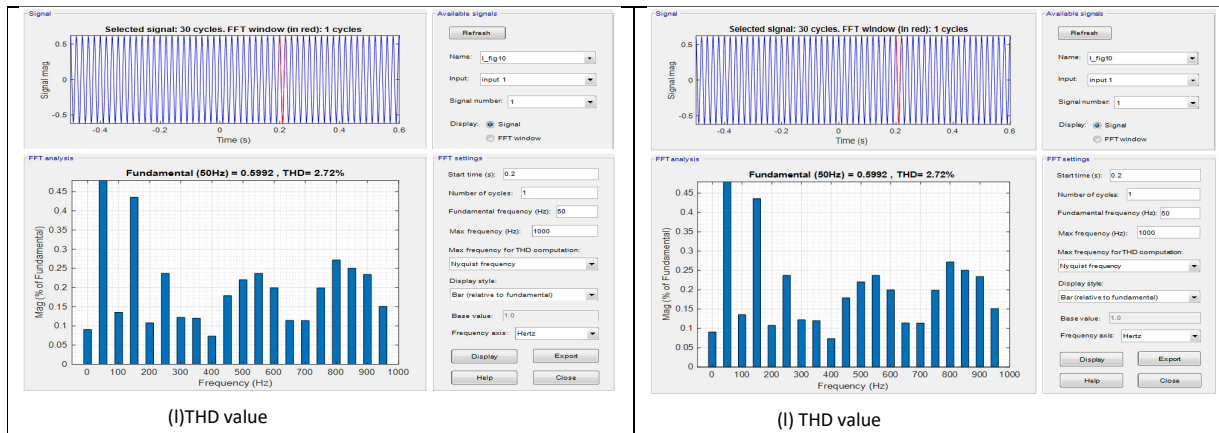 Signal
Selected signal: 30 cycles. FFT window (in red): 1 cycles
Signal mag.
0.5
0
-0.5
-0.4 -0.2 0 0.2 0.4 0.6
Time (s)
Available signals
Refresh
Name: I_fig10
Input: input 1
Signal number: 1
Display: Signal
FFT window
FFT analysis
Fundamental (50Hz) = 0.5992 , THD= 2.72%
Mag (% of Fundamental)
0.45
0.4
0.35
0.3
0.25
0.2
0.15
0.1
0.05
0
0 100 200 300 400 500 600 700 800 900 1000
Frequency (Hz)
FFT settings
Start time (s): 0.2
Number of cycles: 1
Fundamental frequency (Hz): 50
Max frequency (Hz): 1000
Max frequency for THD computation:
Nyquist frequency
Display style:
Bar (relative to fundamental)
Base value: 1.0
Frequency axis: Hertz
Display Export
Help Close
(l)THD value
Signal
Selected signal: 30 cycles. FFT window (in red): 1 cycles
Signal mag.
0.5
0
-0.5
-0.4 -0.2 0 0.2 0.4 0.6
Time (s)
Available signals
Refresh
Name: I_fig10
Input: input 1
Signal number: 1
Display: Signal
FFT window
FFT analysis
Fundamental (50Hz) = 0.5992 , THD= 2.72%
Mag (% of Fundamental)
0.45
0.4
0.35
0.3
0.25
0.2
0.15
0.1
0.05
0
0 100 200 300 400 500 600 700 800 900 1000
Frequency (Hz)
FFT settings
Start time (s): 0.2
Number of cycles: 1
Fundamental frequency (Hz): 50
Max frequency (Hz): 1000
Max frequency for THD computation:
Nyquist frequency
Display style:
Bar (relative to fundamental)
Base value: 1.0
Frequency axis: Hertz
Display Export
Help Close
(l) THD value